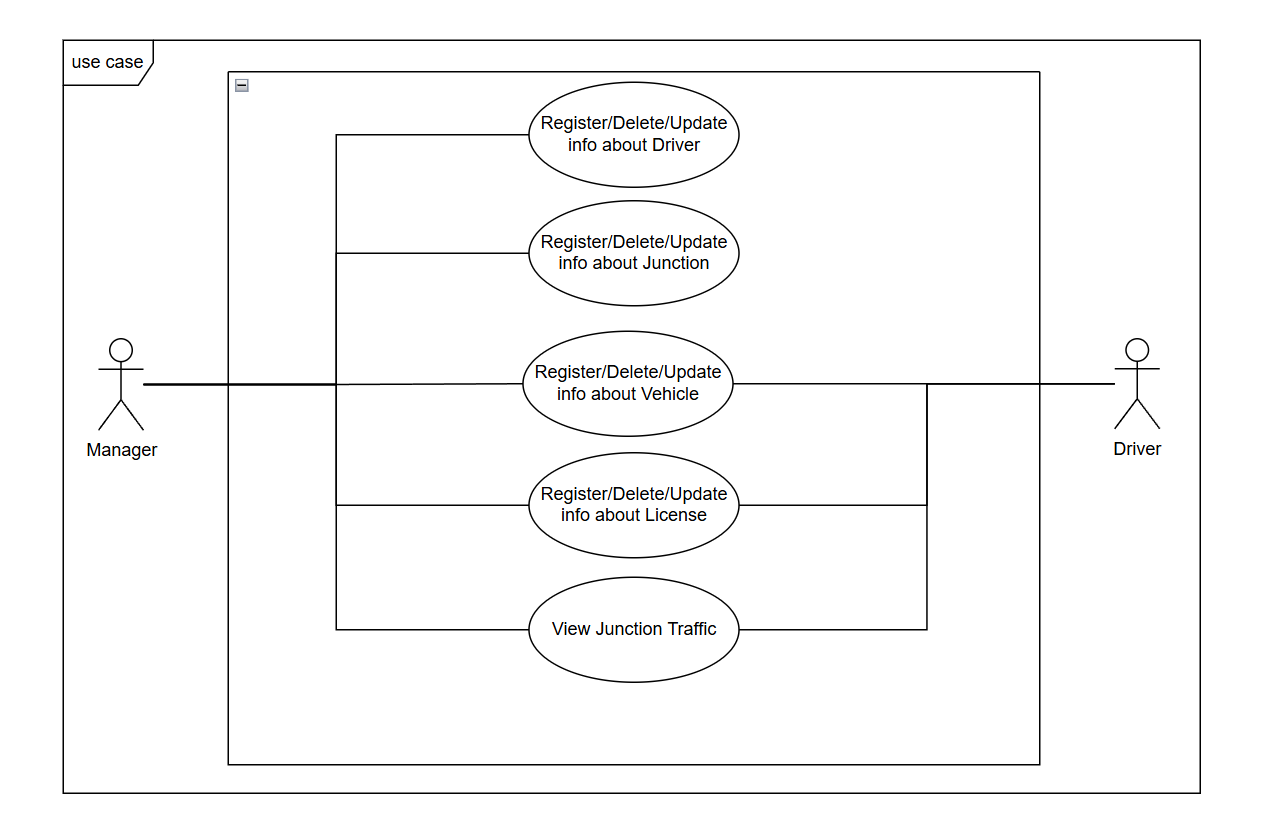 use case
Register/Delete/Update
info about Driver
Register/Delete/Update
info about Junction
Register/Delete/Update
info about Vehicle
Manager
Driver
Register/Delete/Update
info about License
View Junction Traffic